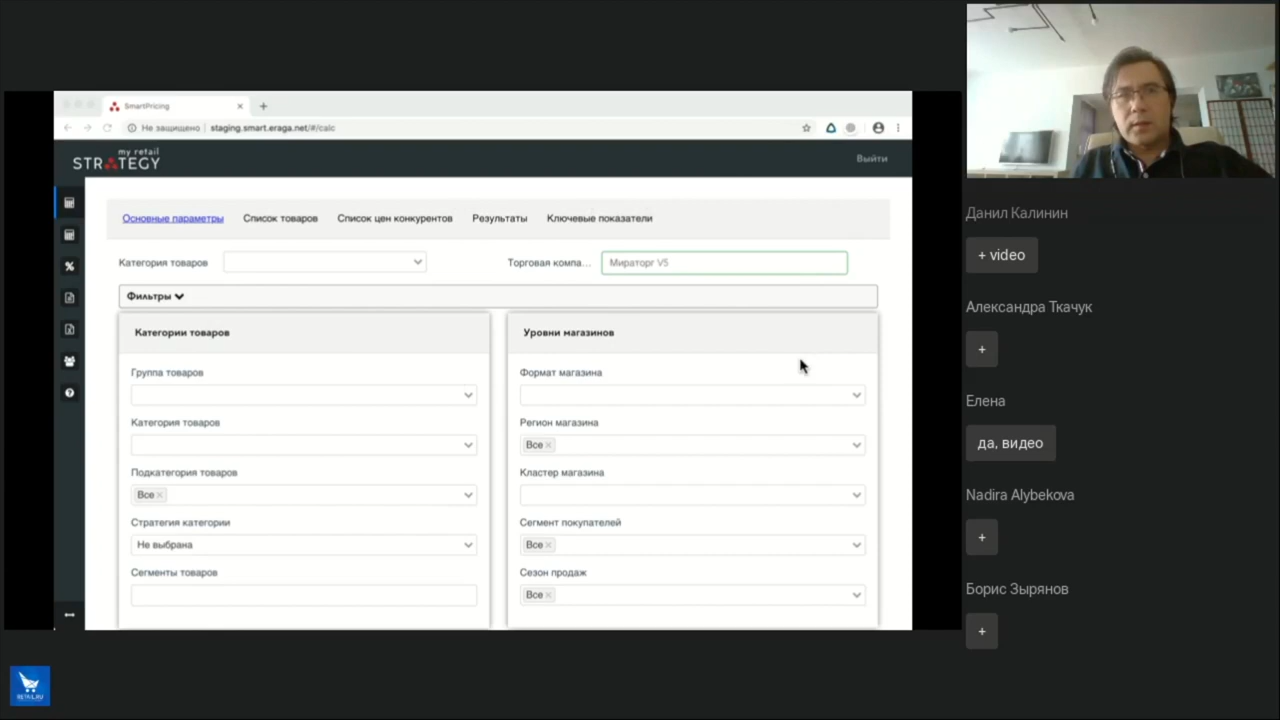 SmartPricing
Не защищено staging.smart.eraga.net/#/calc
my retail
STRATEGY
Выйти
Основные параметры Список товаров Список цен конкурентов Результаты Ключевые показатели
Категория товаров
Торговая компа... Мираторг V5
Фильтры
Категории товаров
Группа товаров
Категория товаров
Подкатегория товаров
Все
Стратегия категории
Не выбрана
Сегменты товаров
Уровни магазинов
Формат магазина
Регион магазина
Все
Кластер магазина
Сегмент покупателей
Все
Сезон продаж
Все
Данил Калинин
+ video
Александра Ткачук
+
Елена
да, видео
Nadira Alybekova
+
Борис Зырянов
+
RETAIL.RU